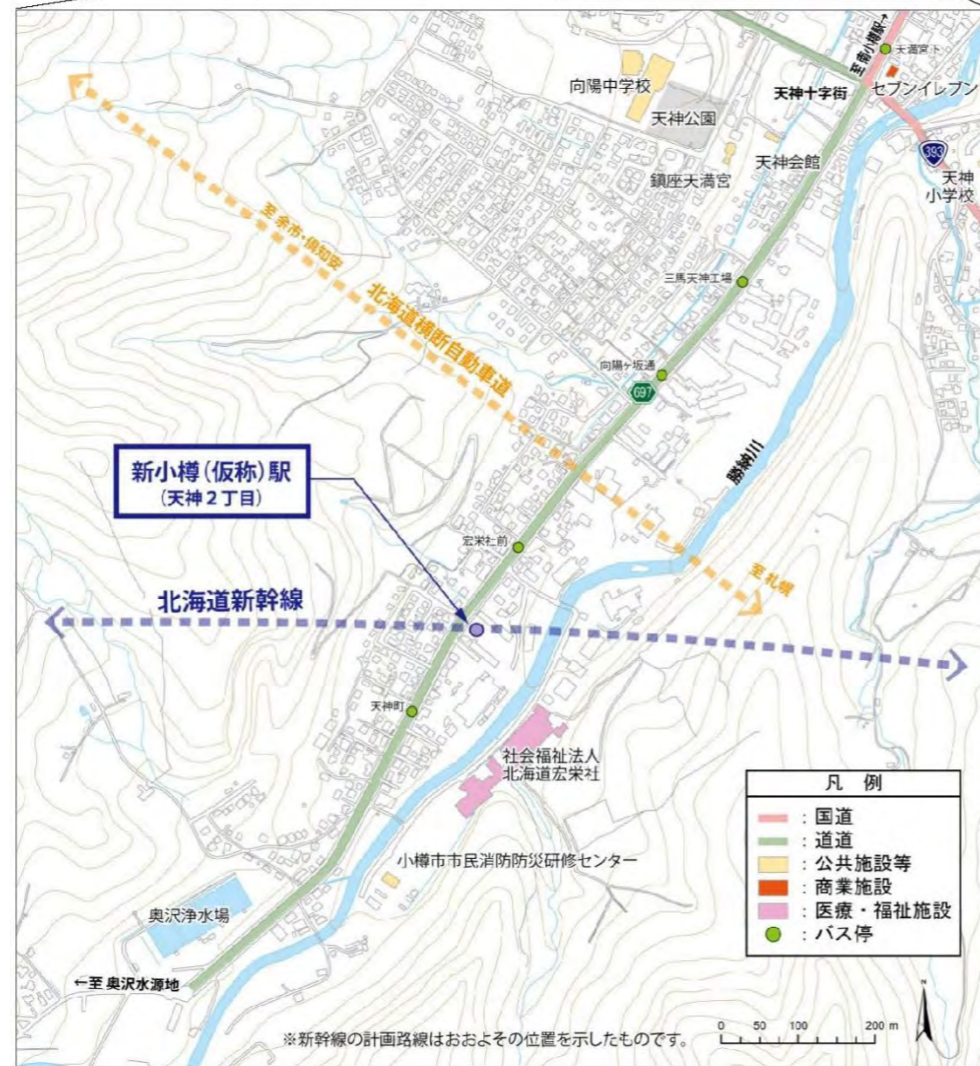 至南小樽駅→
天満宮下
セブンイレブン
向陽中学校
天神十字街
天神公園
393
天神会館
天神
小学校
鎮座天満宮
至余市・倶知安
三馬天神工場
北海道横断自動車道
向陽ヶ坂通
697
勝納川
新小樽(仮称)駅
(天神2丁目)
宏栄社前
至札幌
北海道新幹線
天神町
社会福祉法人
北海道宏栄社
小樽市市民消防防災研修センター
奥沢浄水場
←至 奥沢水源地
凡 例
:国道
:道道
:公共施設等
:商業施設
:医療・福祉施設
:バス停
※新幹線の計画路線はおおよその位置を示したものです。
0 50 100 200 m
N